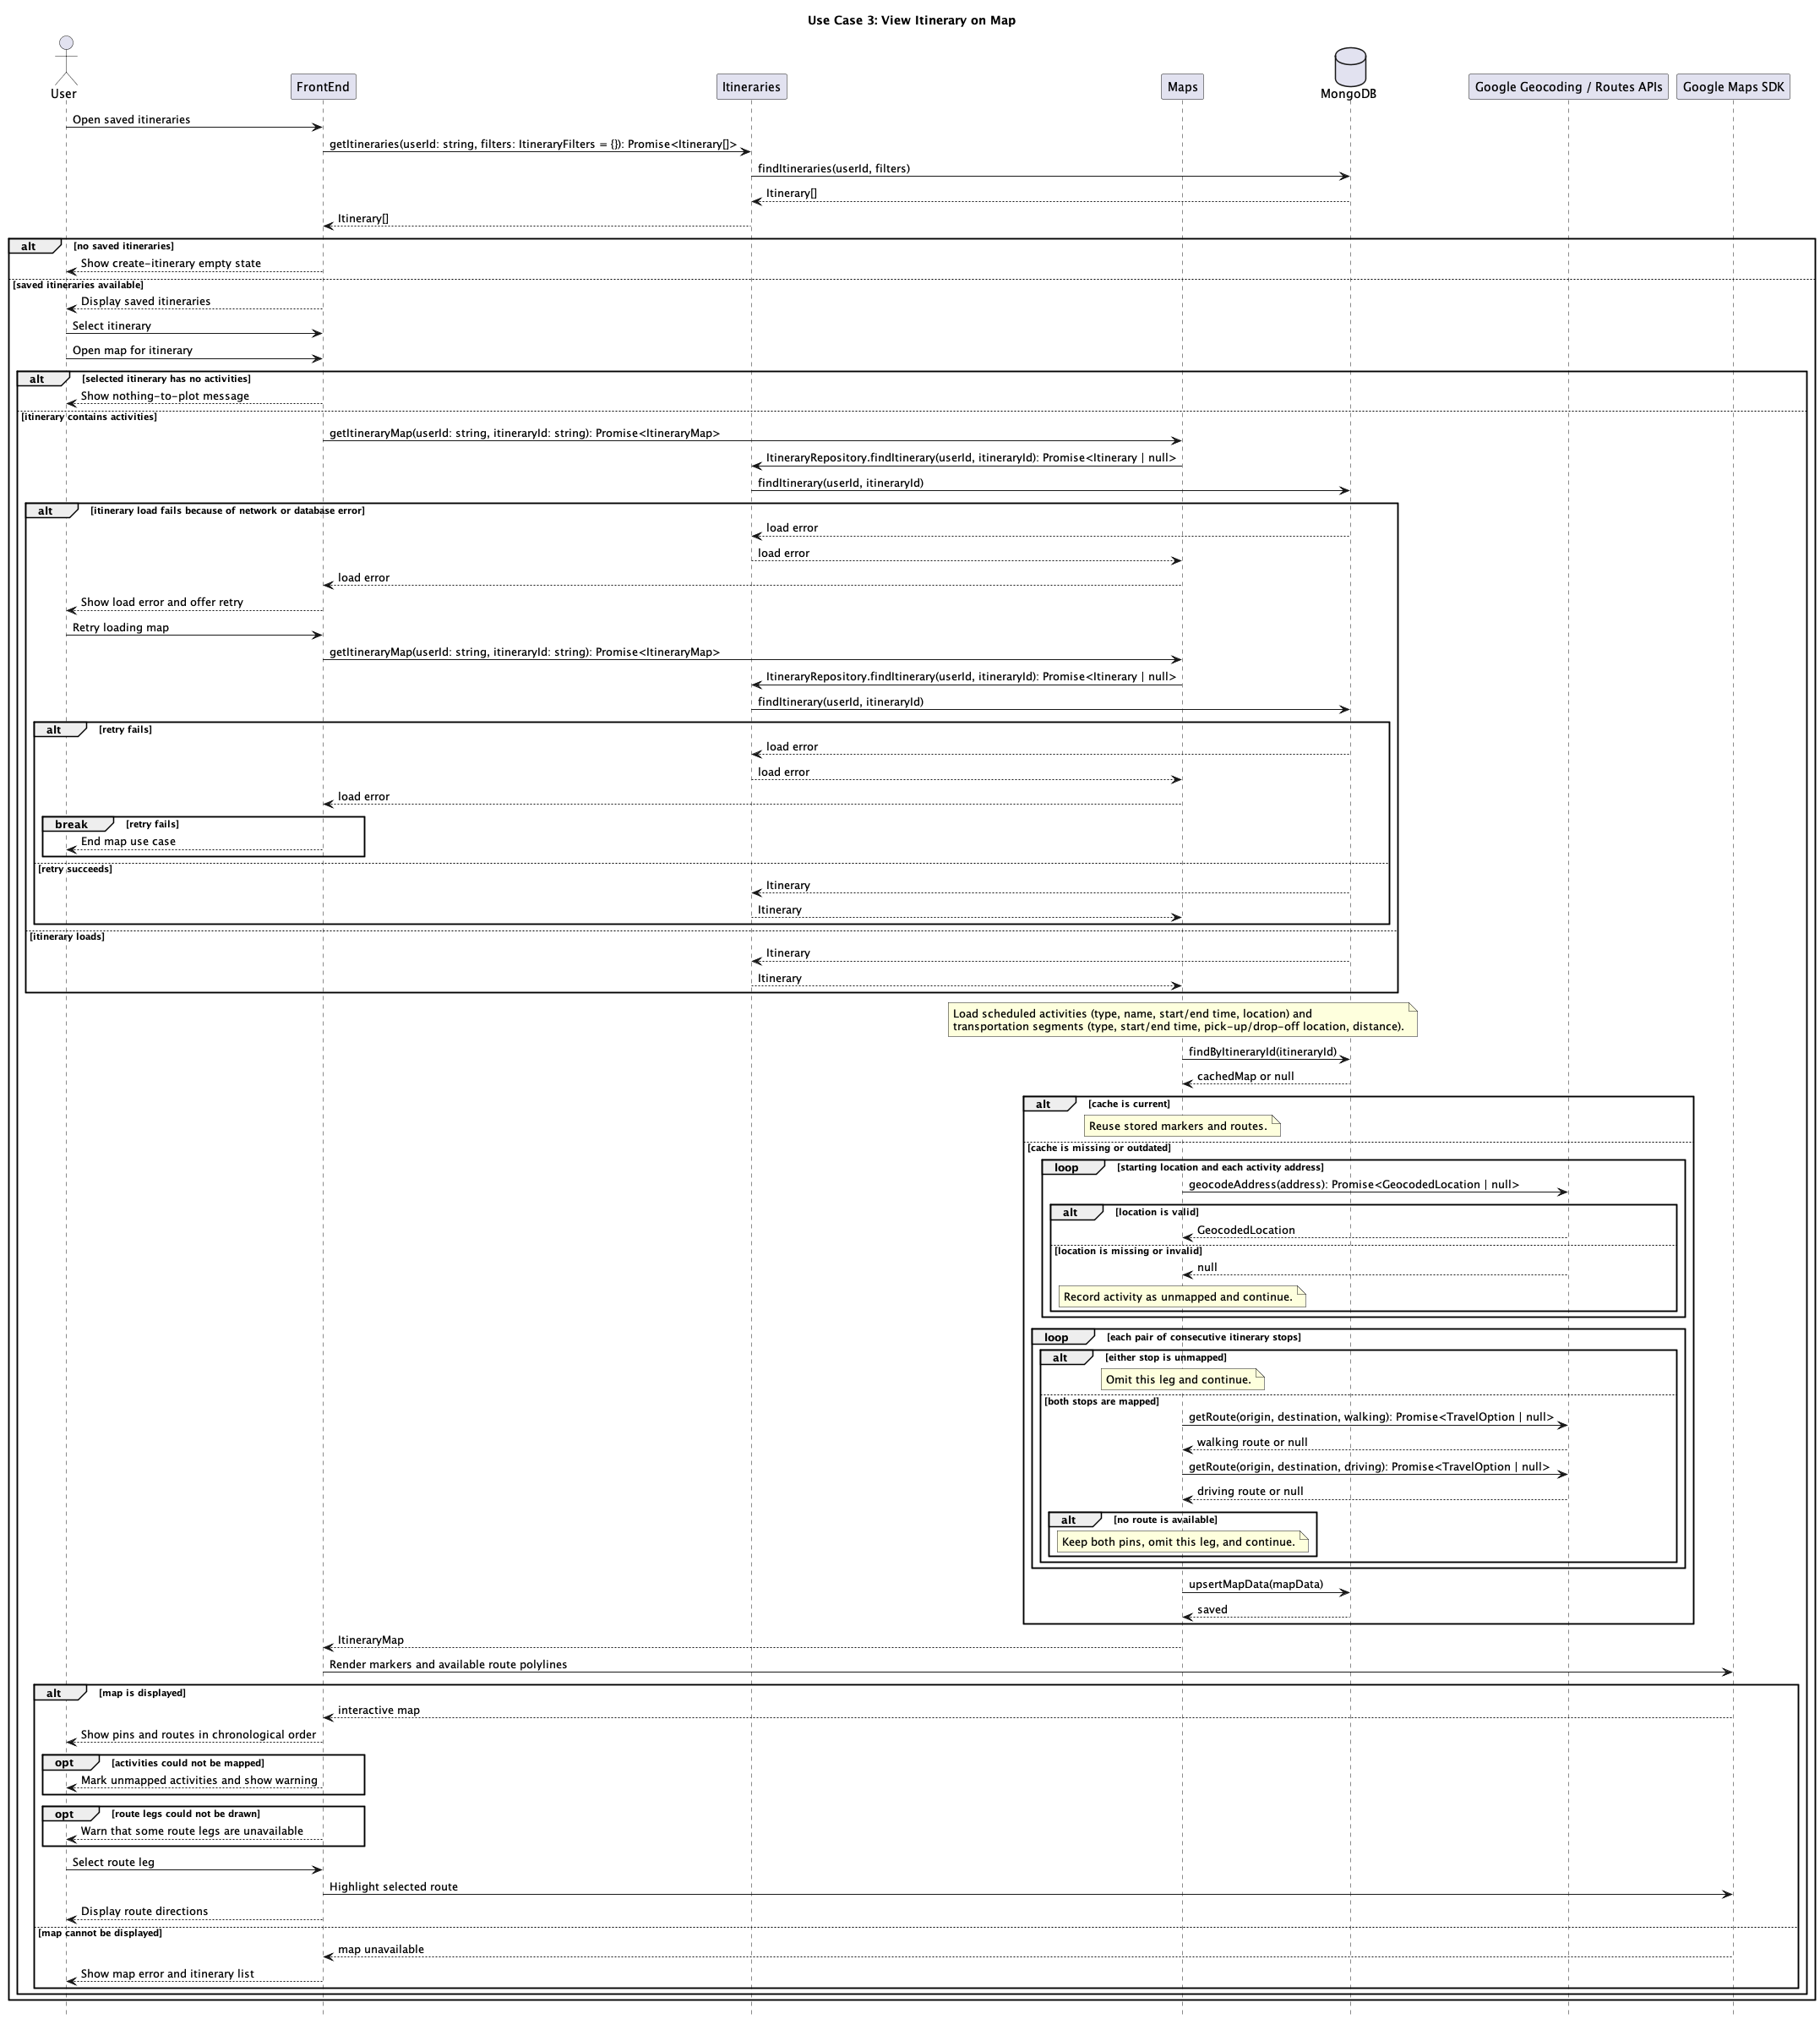 Use Case 3: View Itinerary on Map
User
FrontEnd
Itineraries
Maps
MongoDB
Google Geocoding / Routes APIs
Google Maps SDK
Open saved itineraries
getItineraries(userId: string, filters: ItineraryFilters = {}): Promise<Itinerary[]>
findItineraries(userId, filters)
Itinerary[]
Itinerary[]
alt [no saved itineraries]
Show create-itinerary empty state
[saved itineraries available]
Display saved itineraries
Select itinerary
Open map for itinerary
alt [selected itinerary has no activities]
Show nothing-to-plot message
[itinerary contains activities]
getItineraryMap(userId: string, itineraryId: string): Promise<ItineraryMap>
ItineraryRepository.findItinerary(userId, itineraryId): Promise<Itinerary | null>
findItinerary(userId, itineraryId)
alt [itinerary load fails because of network or database error]
load error
load error
load error
Show load error and offer retry
Retry loading map
getItineraryMap(userId: string, itineraryId: string): Promise<ItineraryMap>
ItineraryRepository.findItinerary(userId, itineraryId): Promise<Itinerary | null>
findItinerary(userId, itineraryId)
alt [retry fails]
load error
load error
load error
break [retry fails]
End map use case
[retry succeeds]
Itinerary
Itinerary
[itinerary loads]
Itinerary
Itinerary
Load scheduled activities (type, name, start/end time, location) and
transportation segments (type, start/end time, pick-up/drop-off location, distance).
findByItineraryId(itineraryId)
cachedMap or null
alt [cache is current]
Reuse stored markers and routes.
[cache is missing or outdated]
loop [starting location and each activity address]
geocodeAddress(address): Promise<GeocodedLocation | null>
alt [location is valid]
GeocodedLocation
[location is missing or invalid]
null
Record activity as unmapped and continue.
loop [each pair of consecutive itinerary stops]
alt [either stop is unmapped]
Omit this leg and continue.
[both stops are mapped]
getRoute(origin, destination, walking): Promise<TravelOption | null>
walking route or null
getRoute(origin, destination, driving): Promise<TravelOption | null>
driving route or null
alt [no route is available]
Keep both pins, omit this leg, and continue.
upsertMapData(mapData)
saved
ItineraryMap
Render markers and available route polylines
alt [map is displayed]
interactive map
Show pins and routes in chronological order
opt [activities could not be mapped]
Mark unmapped activities and show warning
opt [route legs could not be drawn]
Warn that some route legs are unavailable
Select route leg
Highlight selected route
Display route directions
[map cannot be displayed]
map unavailable
Show map error and itinerary list